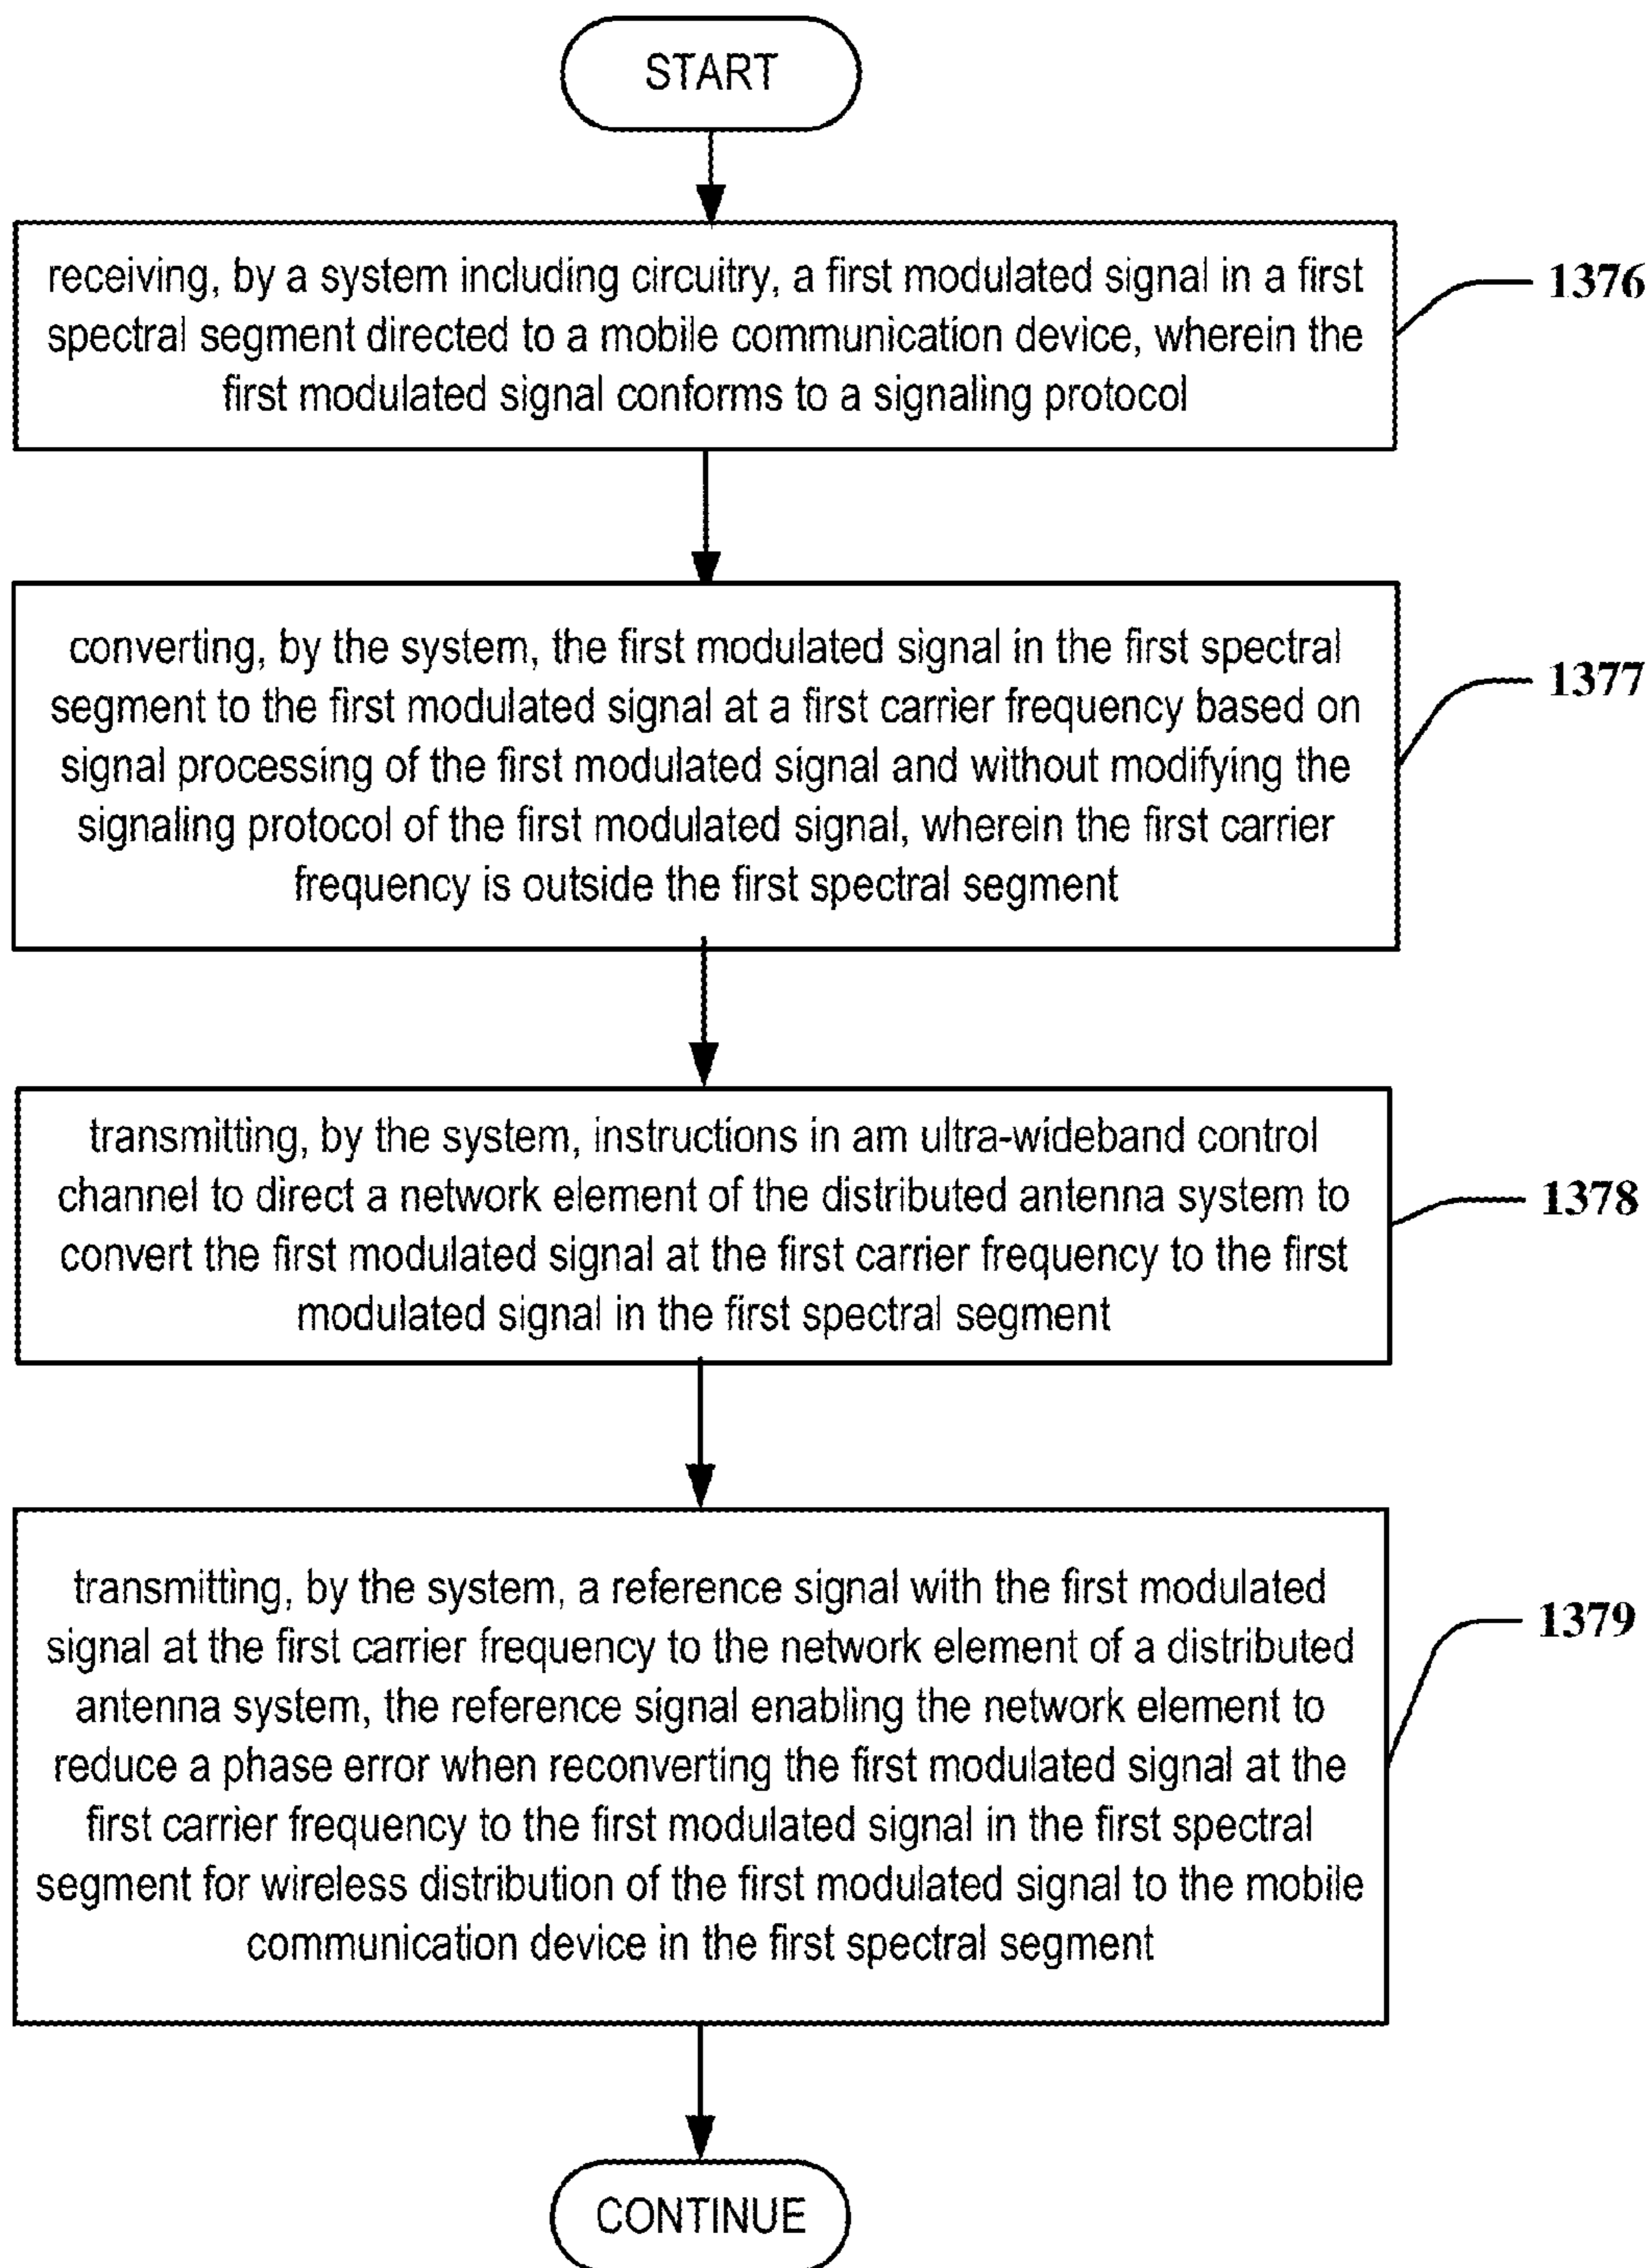 START
receiving, by a system including circuitry, a first modulated signal in a first
spectral segment directed to a mobile communication device, wherein the
first modulated signal conforms to a signaling protocol
1376
converting, by the system, the first modulated signal in the first spectral
segment to the first modulated signal at a first carrier frequency based on
signal processing of the first modulated signal and without modifying the
signaling protocol of the first modulated signal, wherein the first carrier
frequency is outside the first spectral segment
1377
transmitting, by the system, instructions in am ultra-wideband control
channel to direct a network element of the distributed antenna system to
convert the first modulated signal at the first carrier frequency to the first
modulated signal in the first spectral segment
1378
transmitting, by the system, a reference signal with the first modulated
signal at the first carrier frequency to the network element of a distributed
antenna system, the reference signal enabling the network element to
reduce a phase error when reconverting the first modulated signal at the
first carrier frequency to the first modulated signal in the first spectral
segment for wireless distribution of the first modulated signal to the mobile
communication device in the first spectral segment
1379
CONTINUE